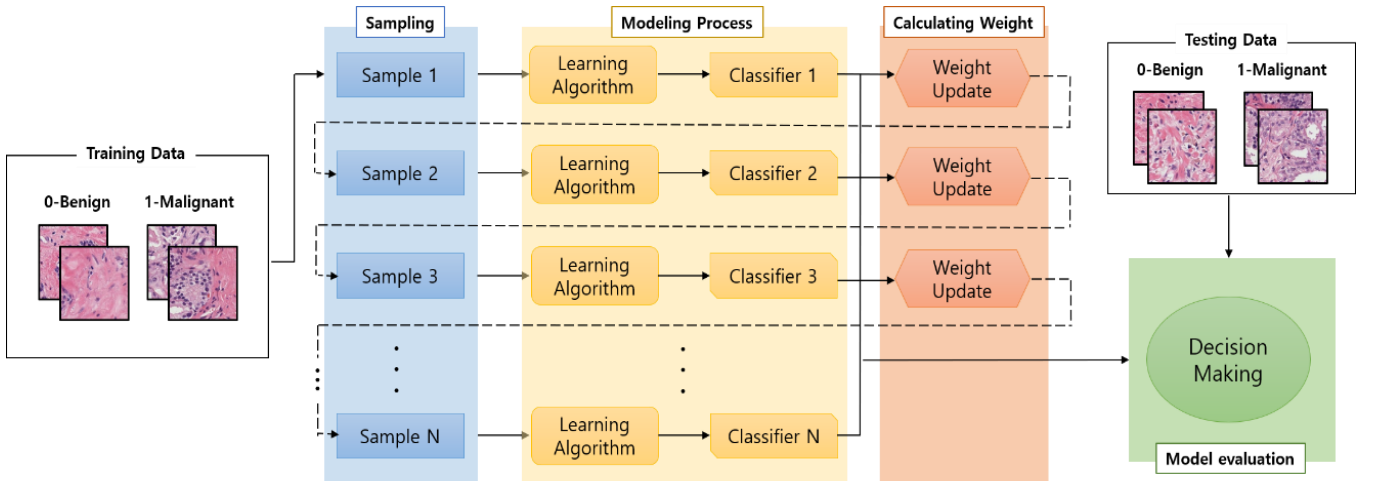 Training Data
0-Benign
1-Malignant
Sampling
Modeling Process
Calculating Weight
Sample 1
Learning
Algorithm
Classifier 1
Weight
Update
Sample 2
Learning
Algorithm
Classifier 2
Weight
Update
Sample 3
Learning
Algorithm
Classifier 3
Weight
Update
Sample N
Learning
Algorithm
Classifier N
Testing Data
0-Benign
1-Malignant
Decision
Making
Model evaluation